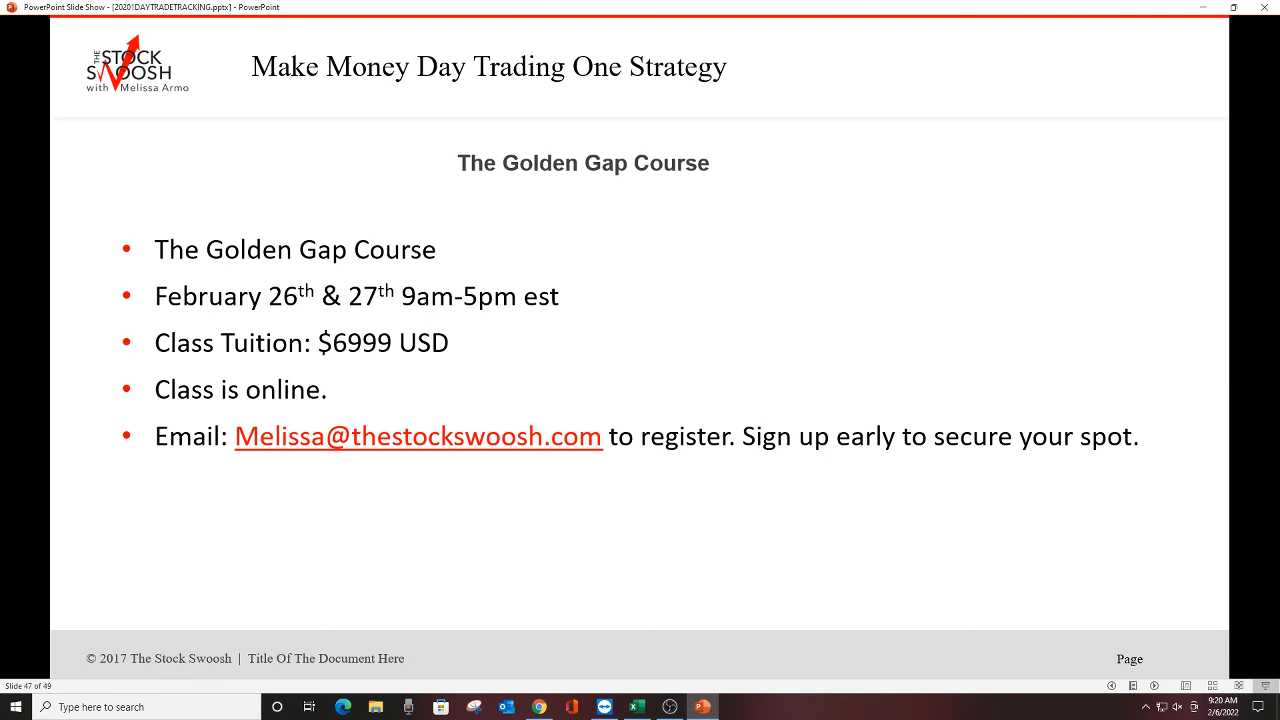 PowerPoint Slide Show - [20201DAYTRADETRACKING.pptx] - PowerPoint
THE STOCK SWOOSH
with Melissa Armo
Make Money Day Trading One Strategy
The Golden Gap Course
• The Golden Gap Course
• February 26th & 27th 9am-5pm est
• Class Tuition: $6999 USD
• Class is online.
• Email: Melissa@thestockswoosh.com to register. Sign up early to secure your spot.
© 2017 The Stock Swoosh | Title Of The Document Here
Page
Slide 47 of 49
Type here to search
9:20 AM
2/6/2022